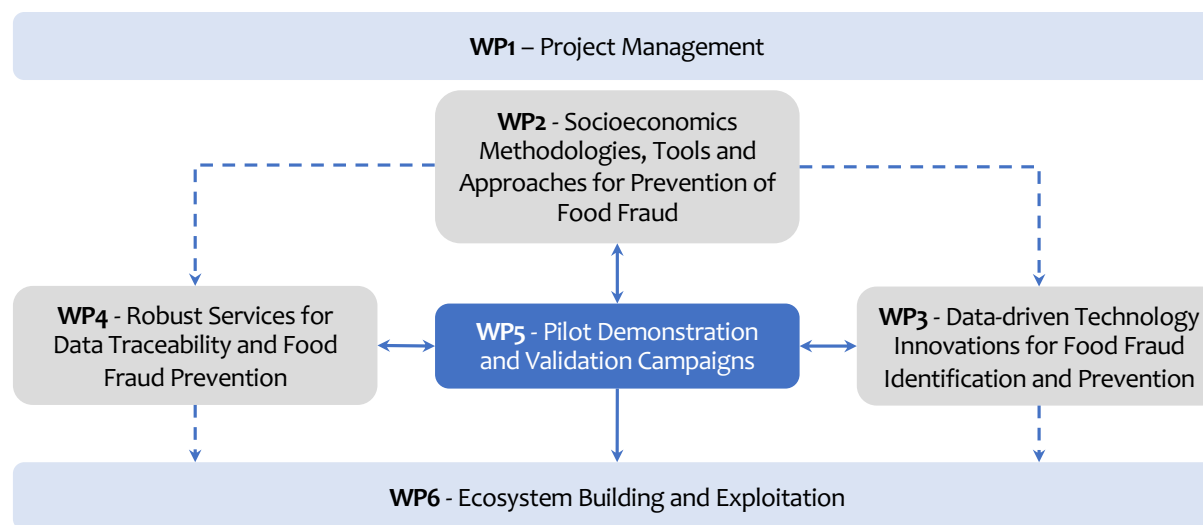 WP1 – Project Management
WP2 - Socioeconomics
Methodologies, Tools and
Approaches for Prevention of
Food Fraud
WP4 - Robust Services for
Data Traceability and Food
Fraud Prevention
WP5 - Pilot Demonstration
and Validation Campaigns
WP3 - Data-driven Technology
Innovations for Food Fraud
Identification and Prevention
WP6 - Ecosystem Building and Exploitation